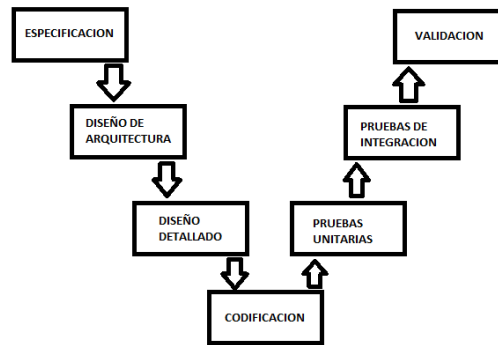 ESPECIFICACION
VALIDACION
DISEÑO DE
ARQUITECTURA
PRUEBAS DE
INTEGRACION
DISEÑO
DETALLADO
PRUEBAS
UNITARIAS
CODIFICACION